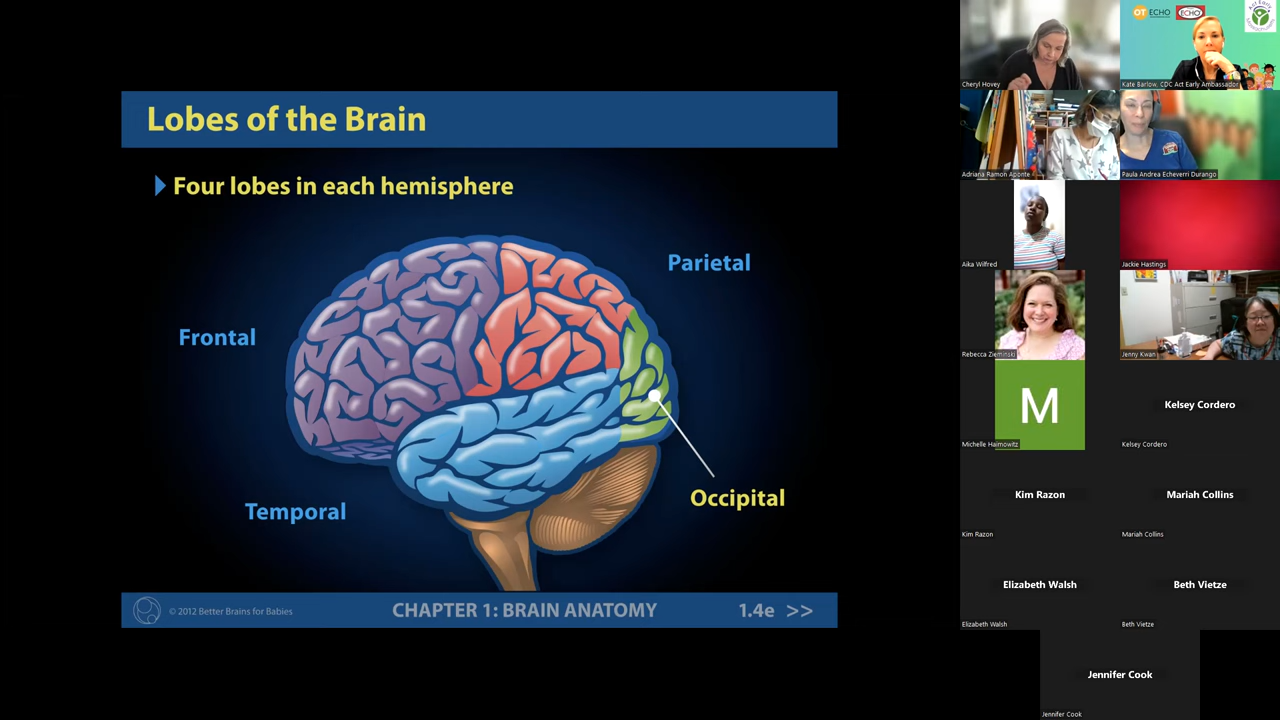 Lobes of the Brain
Four lobes in each hemisphere
Parietal
Frontal
Temporal
Occipital
© 2012 Better Brains for Babies
CHAPTER 1: BRAIN ANATOMY
1.4e >>
OT ECHO
ECHO
Cheryl Hovey
Kate Barlow, CDC Act Early Ambassador
Adriana Ramon Aponte
Paula Andrea Echeverri Durango
Aika Wilfred
Jackie Hastings
Rebecca Zieminski
Jenny Kwan
M
Michelle Haimowitz
Kelsey Cordero
Kelsey Cordero
Kim Razon
Kim Razon
Mariah Collins
Mariah Collins
Elizabeth Walsh
Elizabeth Walsh
Beth Vietze
Beth Vietze
Jennifer Cook
Jennifer Cook